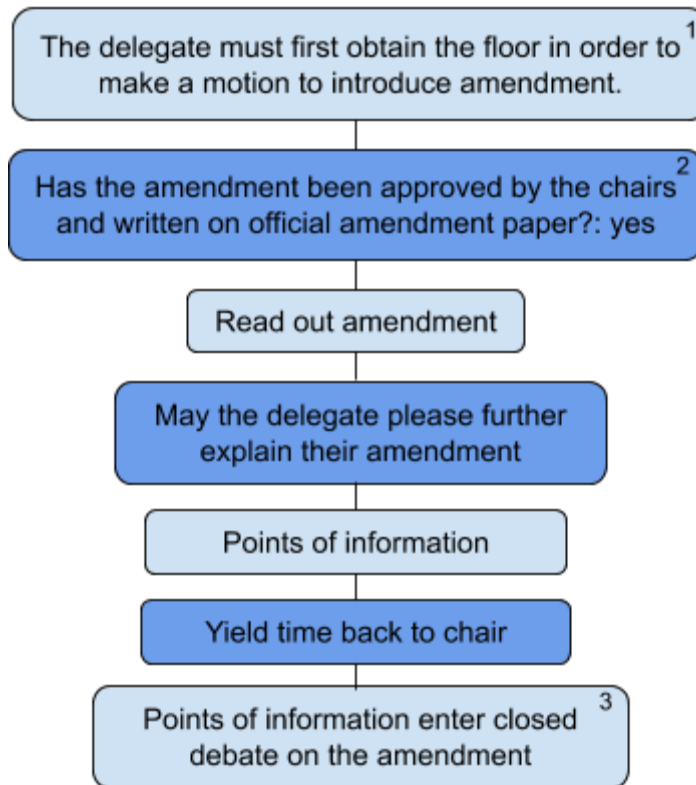 The delegate must first obtain the floor in order to 1
make a motion to introduce amendment.
Has the amendment been approved by the chairs 2
and written on official amendment paper?: yes
Read out amendment
May the delegate please further
explain their amendment
Points of information
Yield time back to chair
Points of information enter closed 3
debate on the amendment